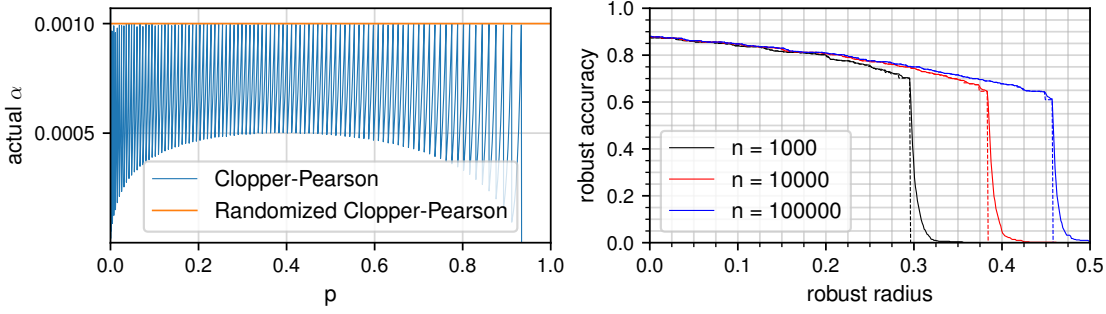 0.0010
0.0005
actual α
Clopper-Pearson
Randomized Clopper-Pearson
0.0 0.2 0.4 0.6 0.8 1.0
p
1.0
0.8
0.6
0.4
0.2
0.0
robust accuracy
n = 1000
n = 10000
n = 100000
0.0 0.1 0.2 0.3 0.4 0.5
robust radius